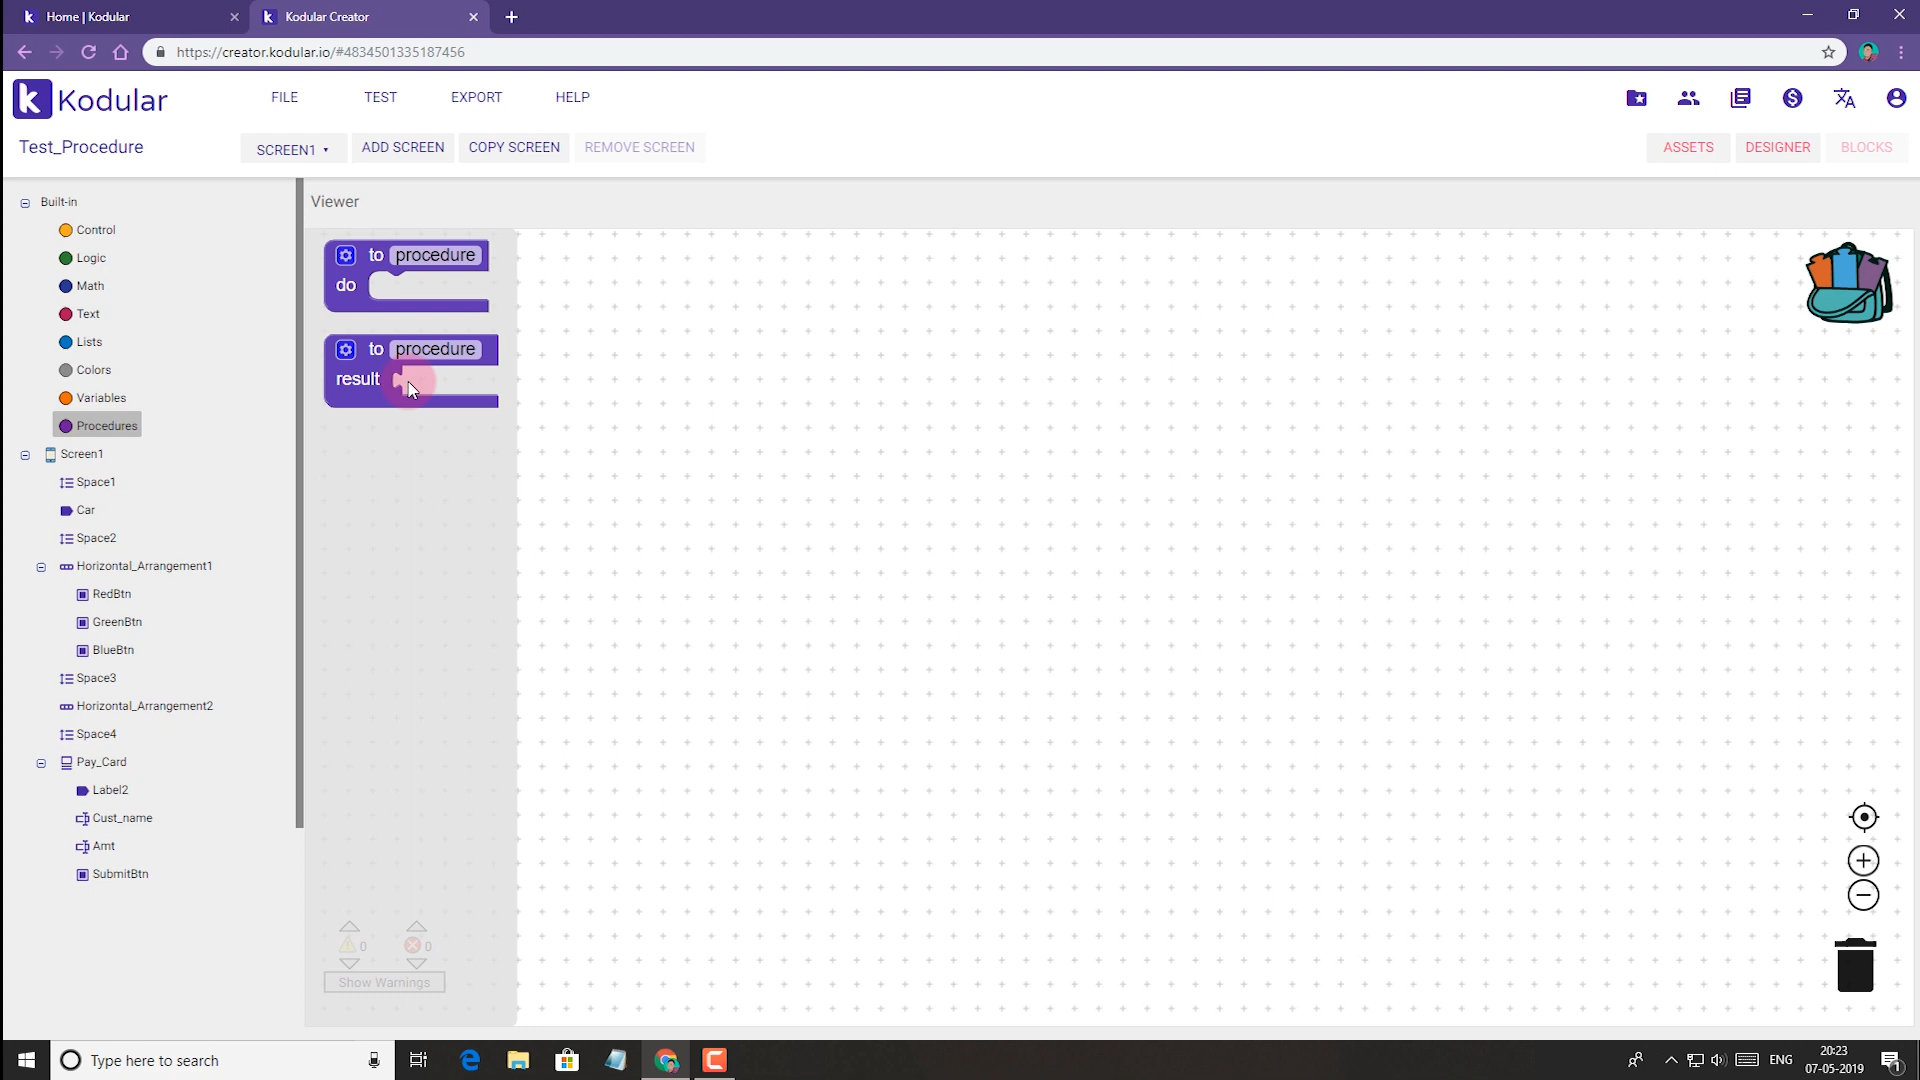 Home | Kodular
Kodular Creator
https://creator.kodular.io/#4834501335187456
Kodular
FILE
TEST
EXPORT
HELP
Test_Procedure
SCREEN1
ADD SCREEN
COPY SCREEN
REMOVE SCREEN
ASSETS
DESIGNER
BLOCKS
Built-in
Control
Logic
Math
Text
Lists
Colors
Variables
Procedures
Screen1
Space1
Car
Space2
Horizontal_Arrangement1
RedBtn
GreenBtn
BlueBtn
Space3
Horizontal_Arrangement2
Space4
Pay_Card
Label2
Cust_name
Amt
SubmitBtn
Viewer
to procedure
do
to procedure
result
0
0
Show Warnings
Type here to search
ENG
20:23
07-05-2019
1